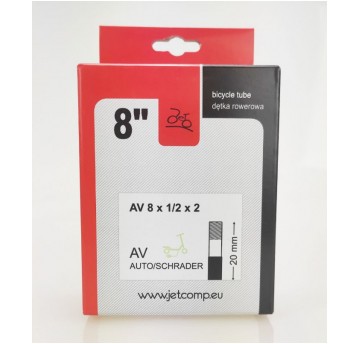 bicycle tube
dętka rowerowa
8"
AV 8 x 1/2 x 2
AV
AUTO/SCHRADER
20 mm
www.jetcomp.eu